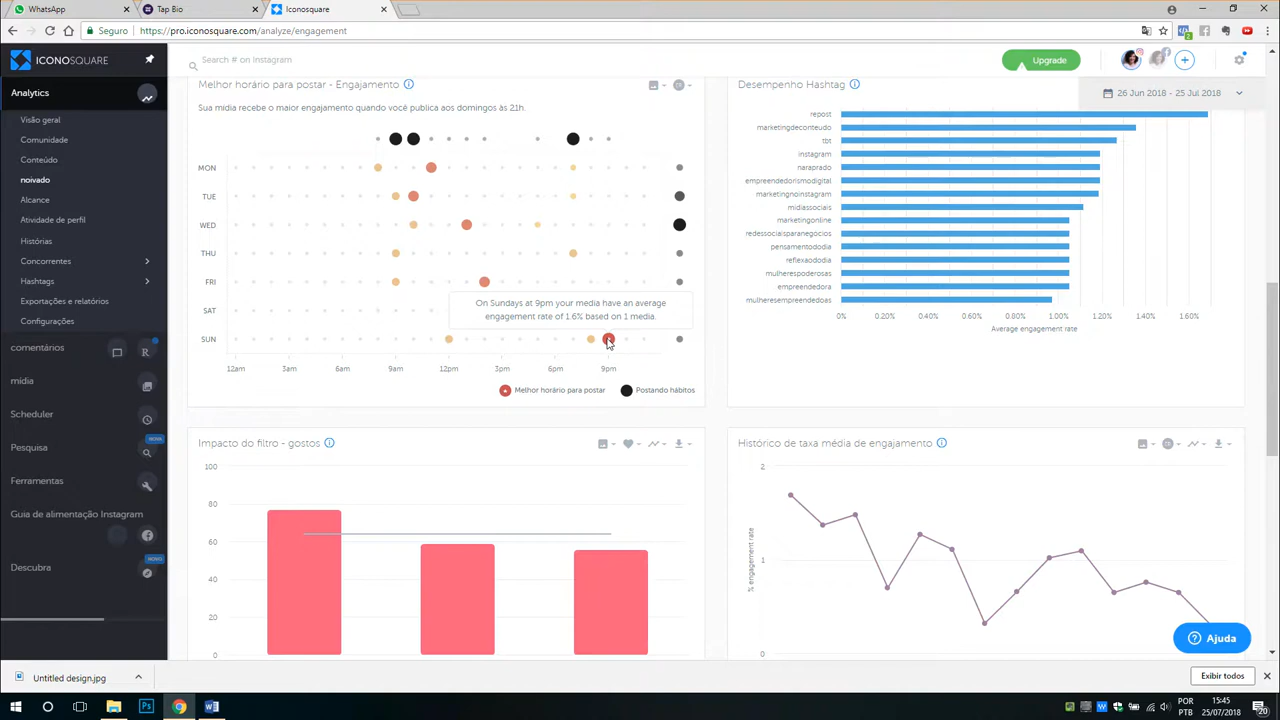 WhatsApp
Tap Bio
Iconosquare
Seguro
https://pro.iconosquare.com/analyze/engagement
ICONOSQUARE
Search # on Instagram
Upgrade
Analytics
Visão geral
Comunidade
Conteúdo
noivado
Alcance
Atividade de perfil
Histórias
Concorrentes
Hashtags
Exportações e relatórios
Configurações
comentários
mídia
Scheduler
Pesquisa
NOVO
Ferramentas
Guia de alimentação Instagram
Descubra
NOVO
Melhor horário para postar - Engajamento
Sua mídia recebe o maior engajamento quando você publica aos domingos às 21h.
MON
TUE
WED
THU
FRI
SAT
SUN
On Sundays at 9pm your media have an average
engagement rate of 1.6% based on 1 media.
12am 3am 6am 9am 12pm 3pm 6pm 9pm
Melhor horário para postar Postando hábitos
Desempenho Hashtag
26 Jun 2018 - 25 Jul 2018
repost
marketingdeconteudo
tbt
instagram
naraprado
empreendedorismodigital
marketingnoinstagram
midiassociais
marketingonline
redessociaisparanegócios
pensamentododia
reflexaododia
mulherespoderosas
empreendedora
mulheresempreendedoas
0% 0.20% 0.40% 0.60% 0.80% 1.00% 1.20% 1.40% 1.60%
Average engagement rate
Impacto do filtro - gostos
100
80
60
40
20
0
Histórico de taxa média de engajamento
2
1
0
% engagement rate
Ajuda
Untitled design.jpg
Exibir todos
POR
PTB
15:45
25/07/2018
20